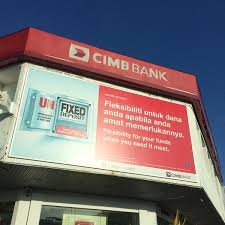 CIMB BANK
UN
FIXED
DEPOSIT
Fleksibiliti untuk dana
anda apabila anda
amat memerlukannya.
Flexibility for your funds
when you need it most.
CIMB BANK